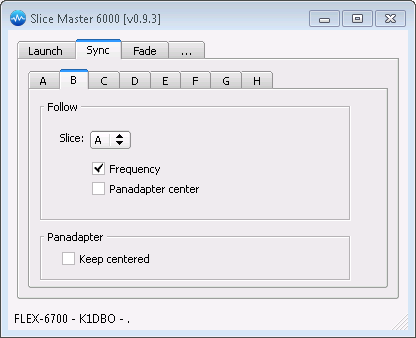 Slice Master 6000 [v0.9.3]
Launch Sync Fade ...
A B C D E F G H
Follow
Slice: A
Frequency
Panadapter center
Panadapter
Keep centered
FLEX-6700 - K1DBO - .